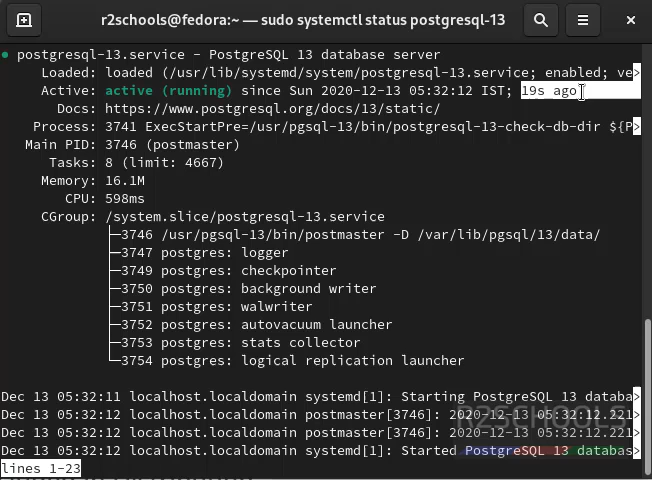 r2schools@fedora:~ — sudo systemctl status postgresql-13
● postgresql-13.service - PostgreSQL 13 database server
Loaded: loaded (/usr/lib/systemd/system/postgresql-13.service; enabled; ve>
Active: active (running) since Sun 2020-12-13 05:32:12 IST; 19s ago
Docs: https://www.postgresql.org/docs/13/static/
Process: 3741 ExecStartPre=/usr/pgsql-13/bin/postgresql-13-check-db-dir ${P>
Main PID: 3746 (postmaster)
Tasks: 8 (limit: 4667)
Memory: 16.1M
CPU: 598ms
CGroup: /system.slice/postgresql-13.service
├─3746 /usr/pgsql-13/bin/postmaster -D /var/lib/pgsql/13/data/
├─3747 postgres: logger
├─3749 postgres: checkpointer
├─3750 postgres: background writer
├─3751 postgres: walwriter
├─3752 postgres: autovacuum launcher
├─3753 postgres: stats collector
└─3754 postgres: logical replication launcher
Dec 13 05:32:11 localhost.localdomain systemd[1]: Starting PostgreSQL 13 databa>
Dec 13 05:32:12 localhost.localdomain postmaster[3746]: 2020-12-13 05:32:12.221>
Dec 13 05:32:12 localhost.localdomain postmaster[3746]: 2020-12-13 05:32:12.221>
Dec 13 05:32:12 localhost.localdomain systemd[1]: Started PostgreSQL 13 databas>
R2SCHOOLS
lines 1-23